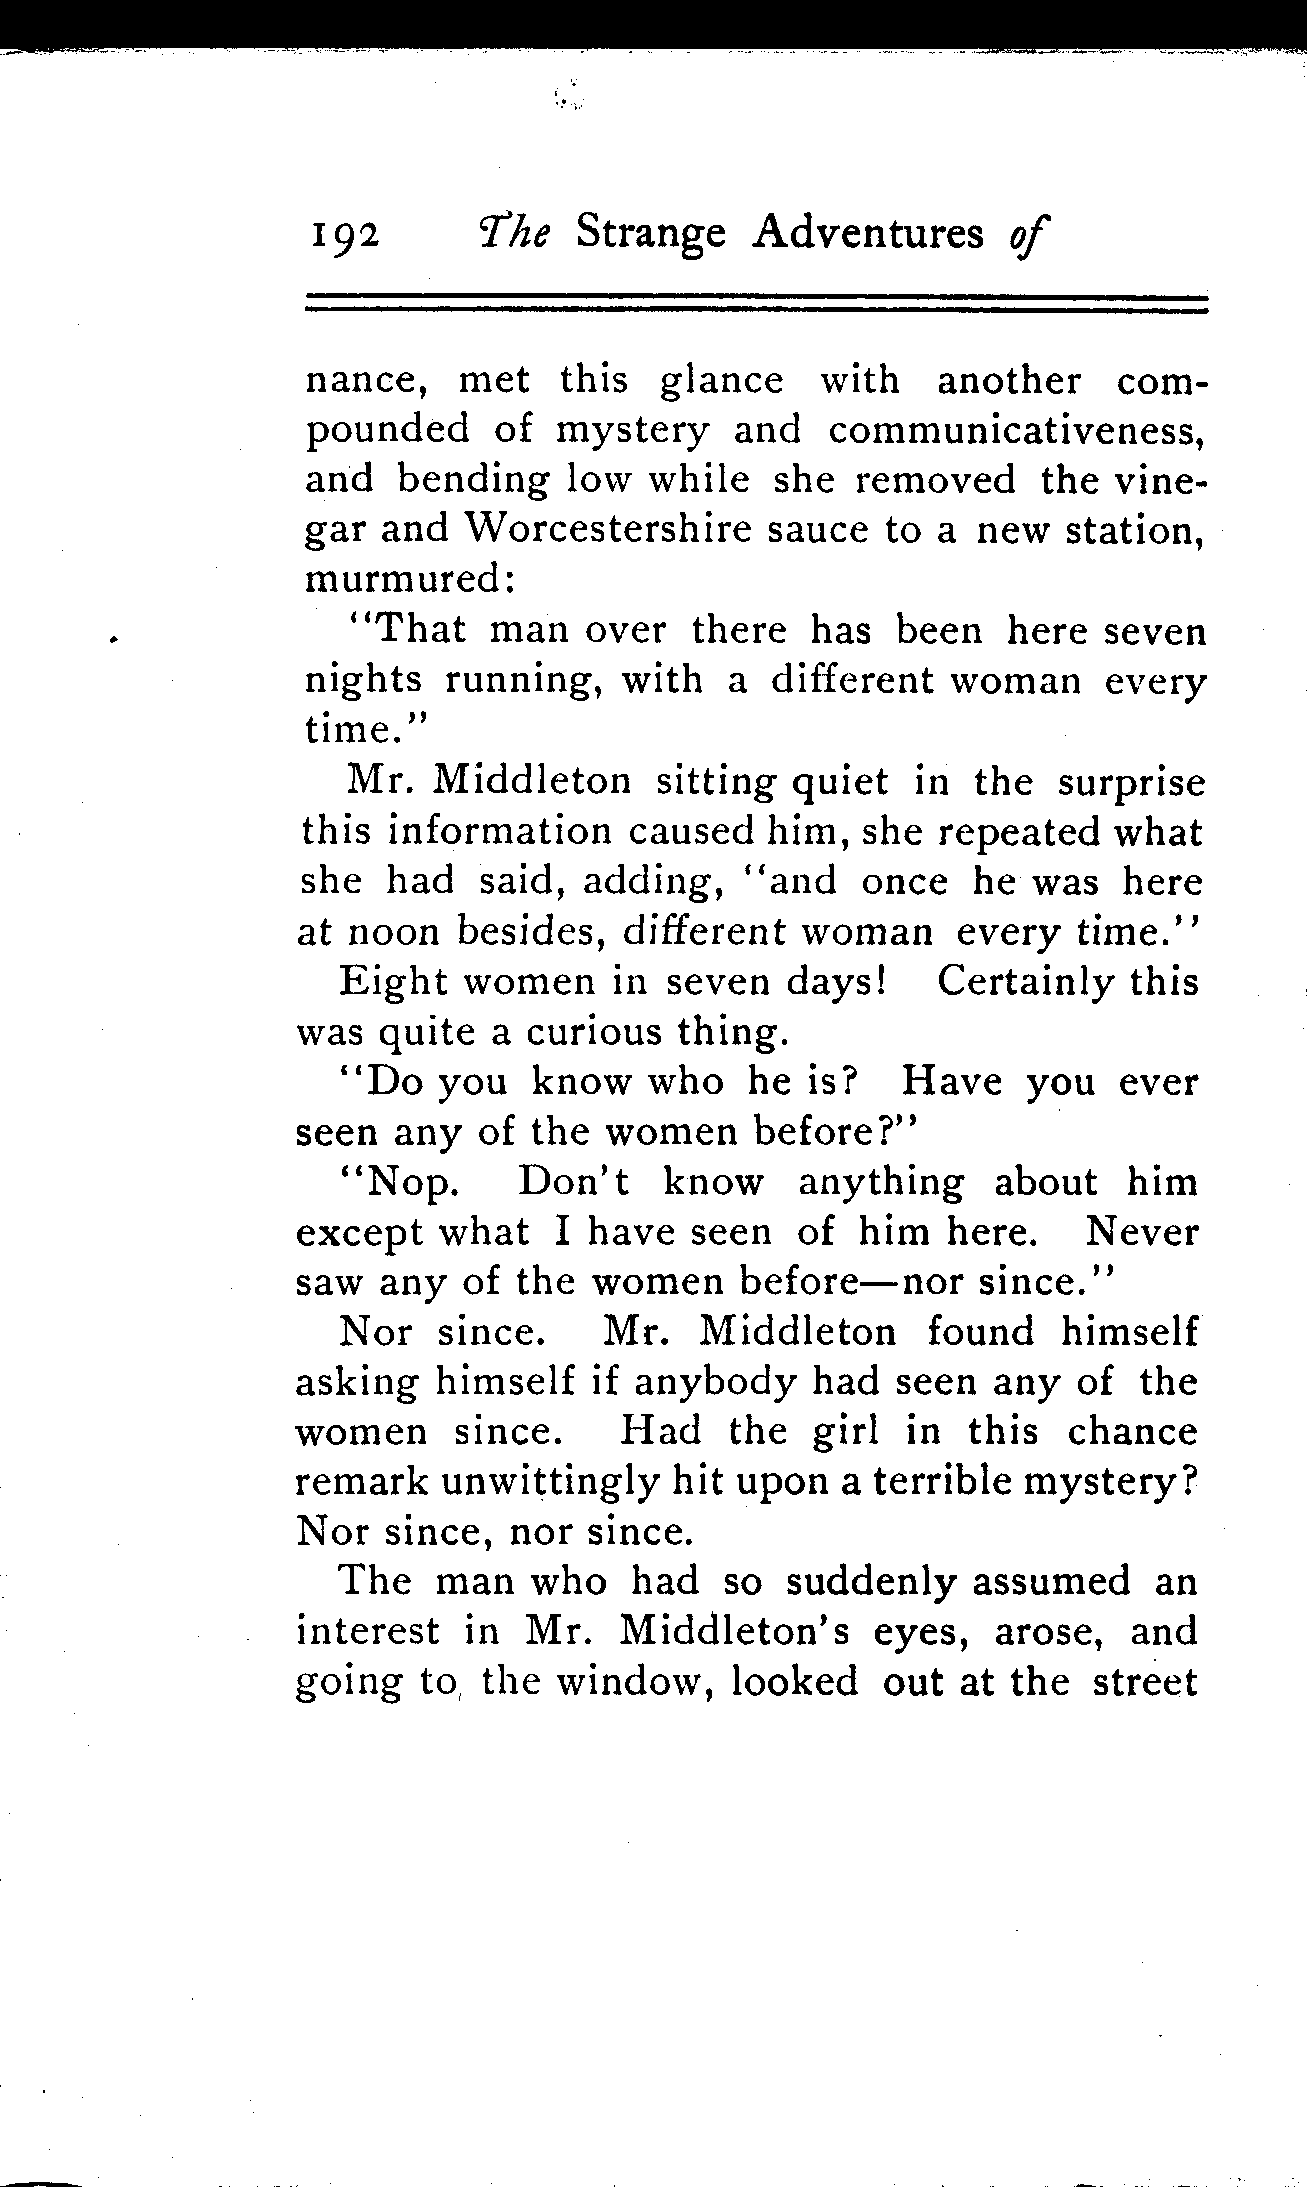 192 The Strange Adventures of
nance, met this glance with another com-
pounded of mystery and communicativeness,
and bending low while she removed the vine-
gar and Worcestershire sauce to a new station,
murmured:
"That man over there has been here seven
nights running, with a different woman every
time."
Mr. Middleton sitting quiet in the surprise
this information caused him, she repeated what
she had said, adding, "and once he was here
at noon besides, different woman every time."
Eight women in seven days! Certainly this
was quite a curious thing.
"Do you know who he is? Have you ever
seen any of the women before?"
"Nop. Don't know anything about him
except what I have seen of him here. Never
saw any of the women before—nor since."
Nor since. Mr. Middleton found himself
asking himself if anybody had seen any of the
women since. Had the girl in this chance
remark unwittingly hit upon a terrible mystery?
Nor since, nor since.
The man who had so suddenly assumed an
interest in Mr. Middleton's eyes, arose, and
going to the window, looked out at the street